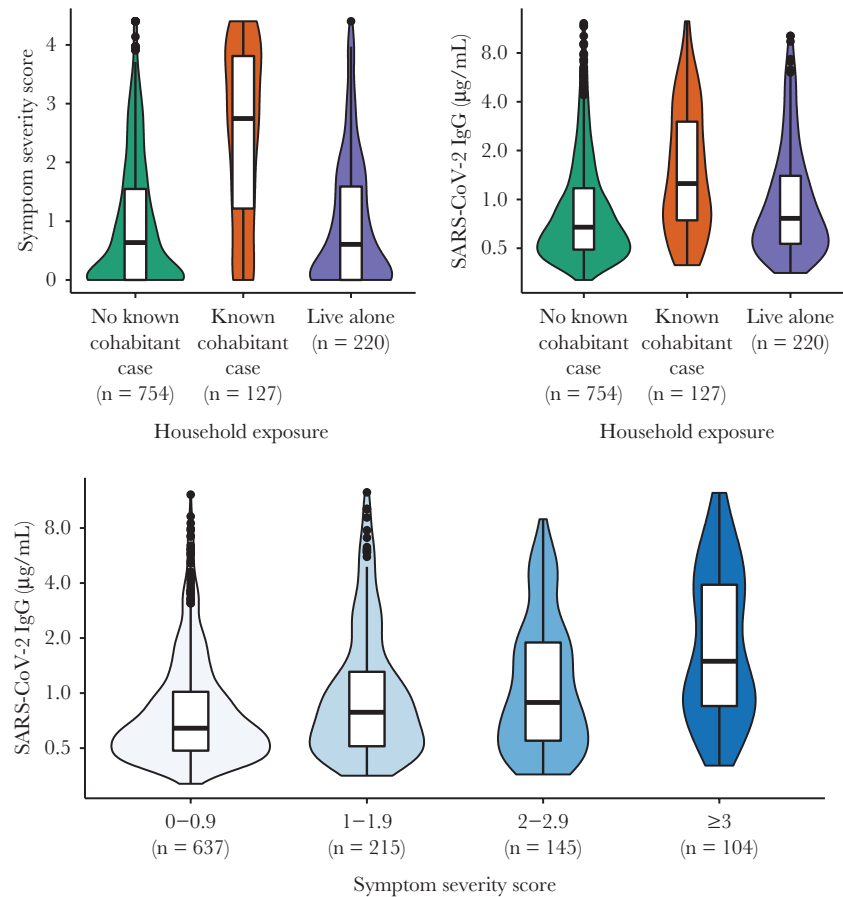 Symptom severity score
4
3
2
1
0
No known
cohabitant
case
(n = 754)
Known
cohabitant
case
(n = 127)
Live alone
(n = 220)
Household exposure
SARS-CoV-2 IgG (µg/mL)
8.0
4.0
2.0
1.0
0.5
No known
cohabitant
case
(n = 754)
Known
cohabitant
case
(n = 127)
Live alone
(n = 220)
Household exposure
SARS-CoV-2 IgG (µg/mL)
8.0
4.0
2.0
1.0
0.5
0−0.9
(n = 637)
1−1.9
(n = 215)
2−2.9
(n = 145)
≥3
(n = 104)
Symptom severity score